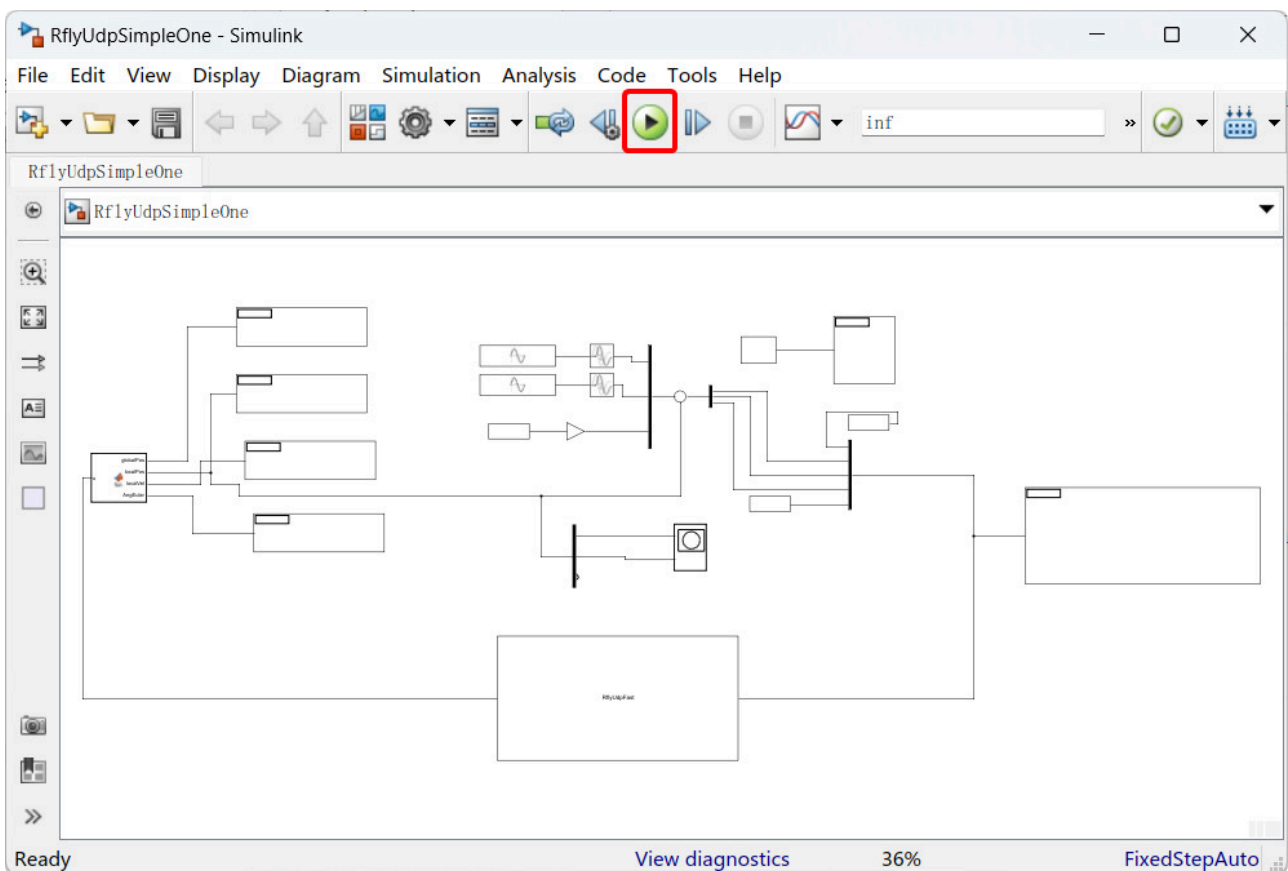 RflyUdpSimpleOne - Simulink
File Edit View Display Diagram Simulation Analysis Code Tools Help
inf
»
RflyUdpSimpleOne
RflyUdpSimpleOne
globalPos
localPos
localVel
AngEuler
RflyUdpFast
Ready View diagnostics 36% FixedStepAuto